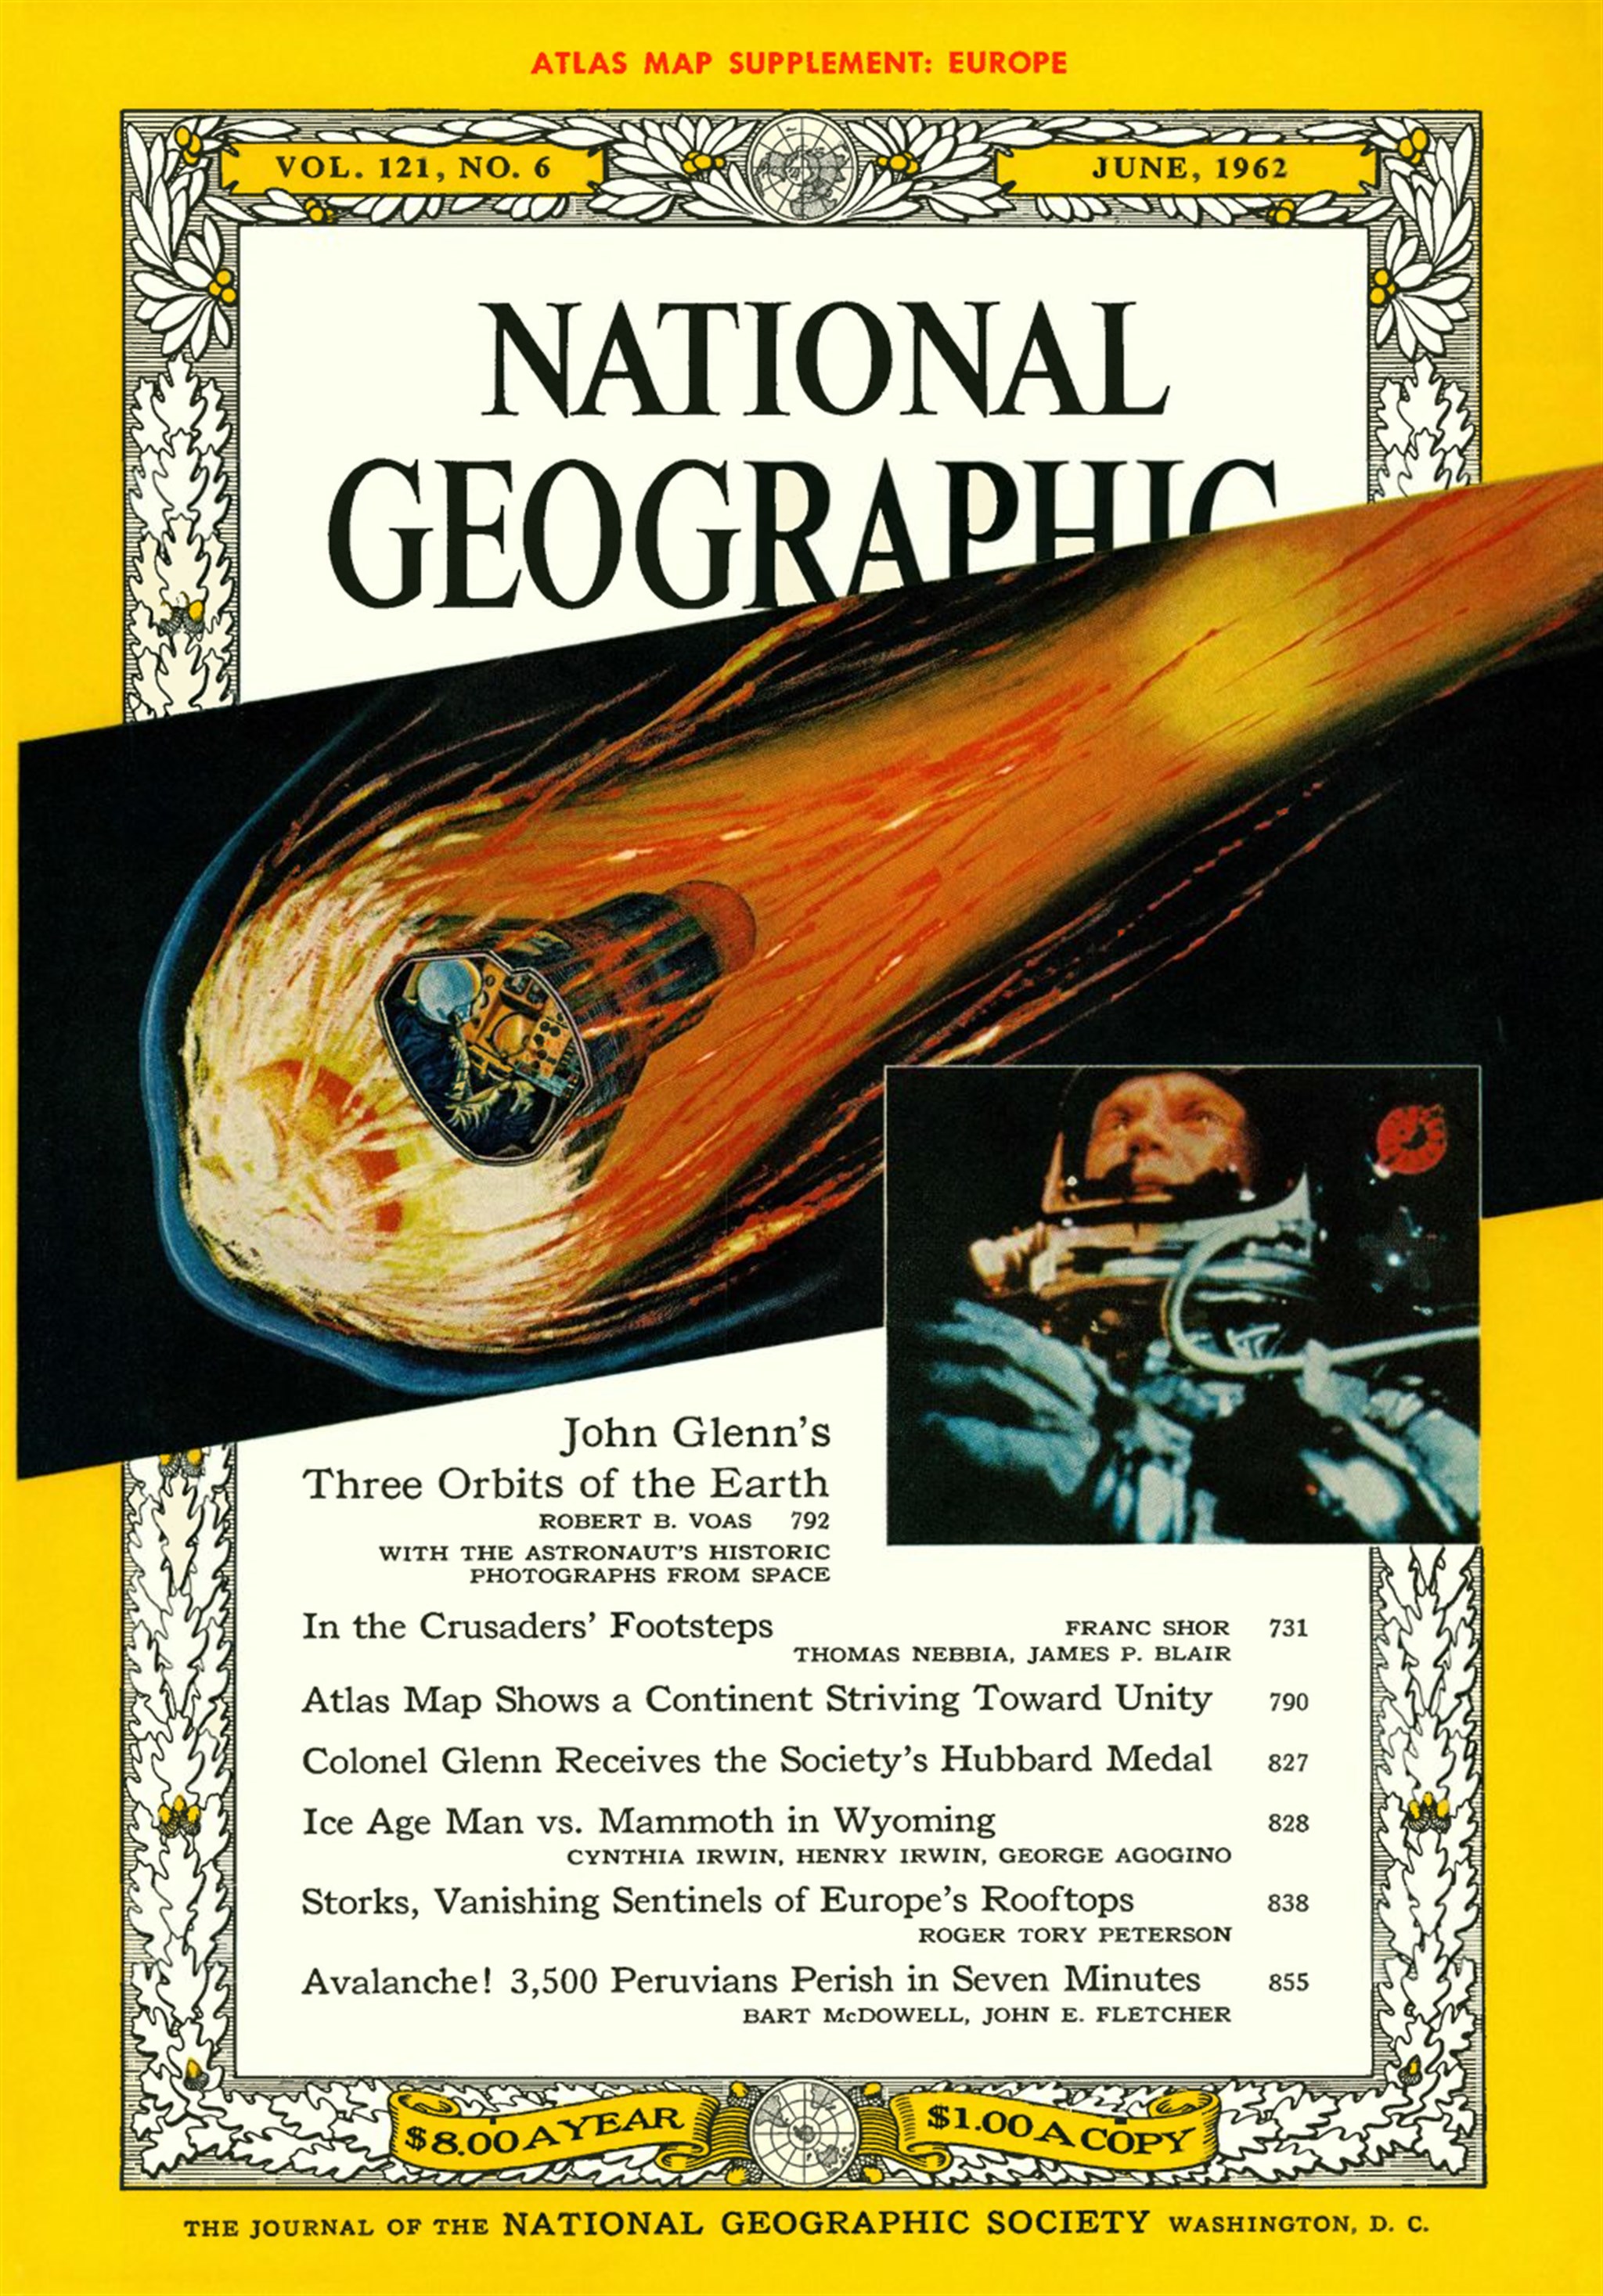 ATLAS MAP SUPPLEMENT: EUROPE
VOL. 121, NO. 6
JUNE, 1962
NATIONAL
GEOGRAPHIC
John Glenn's
Three Orbits of the Earth
ROBERT B. VOAS 792
WITH THE ASTRONAUT'S HISTORIC
PHOTOGRAPHS FROM SPACE
In the Crusaders' Footsteps FRANC SHOR 731
THOMAS NEBBIA, JAMES P. BLAIR
Atlas Map Shows a Continent Striving Toward Unity 790
Colonel Glenn Receives the Society's Hubbard Medal 827
Ice Age Man vs. Mammoth in Wyoming 828
CYNTHIA IRWIN, HENRY IRWIN, GEORGE AGOGINO
Storks, Vanishing Sentinels of Europe's Rooftops 838
ROGER TORY PETERSON
Avalanche! 3,500 Peruvians Perish in Seven Minutes 855
BART McDOWELL, JOHN E. FLETCHER
$8.00 A YEAR
$1.00 A COPY
THE JOURNAL OF THE NATIONAL GEOGRAPHIC SOCIETY WASHINGTON, D. C.